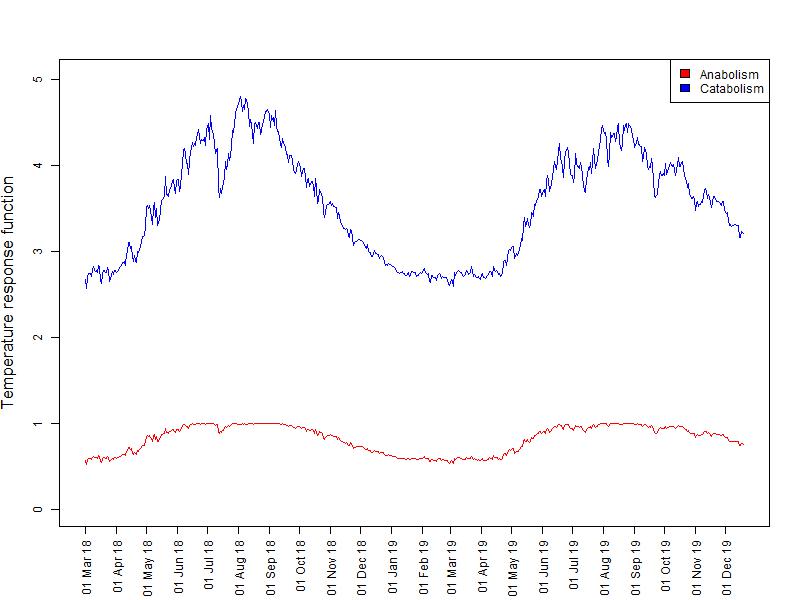 Anabolism
Catabolism
Temperature response function
5
4
3
2
1
0
01 Mar 18
01 Apr 18
01 May 18
01 Jun 18
01 Jul 18
01 Aug 18
01 Sep 18
01 Oct 18
01 Nov 18
01 Dec 18
01 Jan 19
01 Feb 19
01 Mar 19
01 Apr 19
01 May 19
01 Jun 19
01 Jul 19
01 Aug 19
01 Sep 19
01 Oct 19
01 Nov 19
01 Dec 19